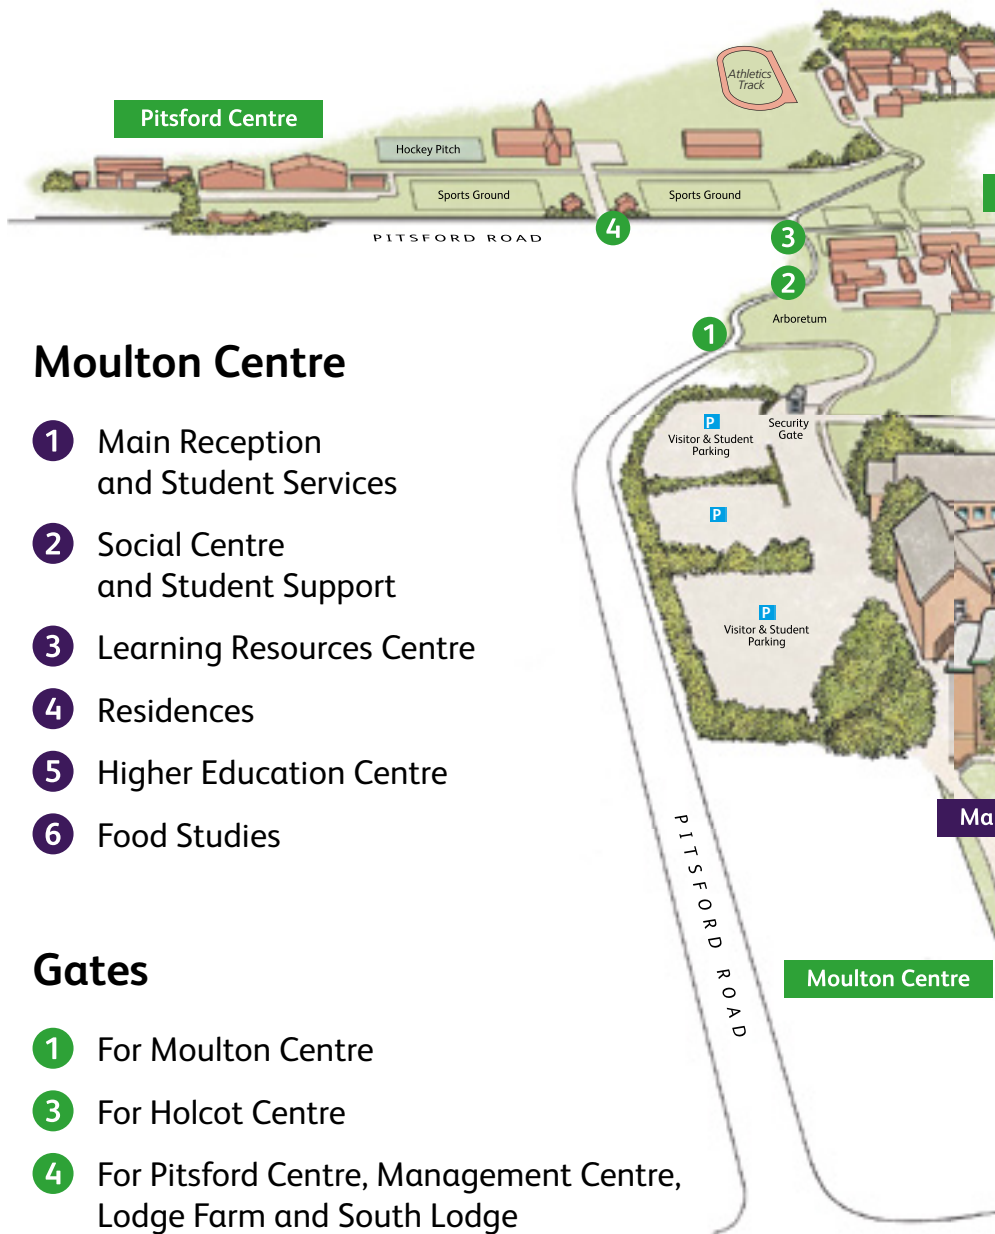 Athletics
Track
Pitsford Centre
Hockey Pitch
Sports Ground
Sports Ground
4
3
PITSFORD ROAD
2
Arboretum
1
Moulton Centre
P
Visitor & Student
Parking
Security
Gate
1 Main Reception
and Student Services
P
2 Social Centre
and Student Support
P
Visitor & Student
Parking
3 Learning Resources Centre
4 Residences
5 Higher Education Centre
6 Food Studies
Ma
PITSFORD ROAD
Gates
Moulton Centre
1 For Moulton Centre
3 For Holcot Centre
4 For Pitsford Centre, Management Centre,
Lodge Farm and South Lodge